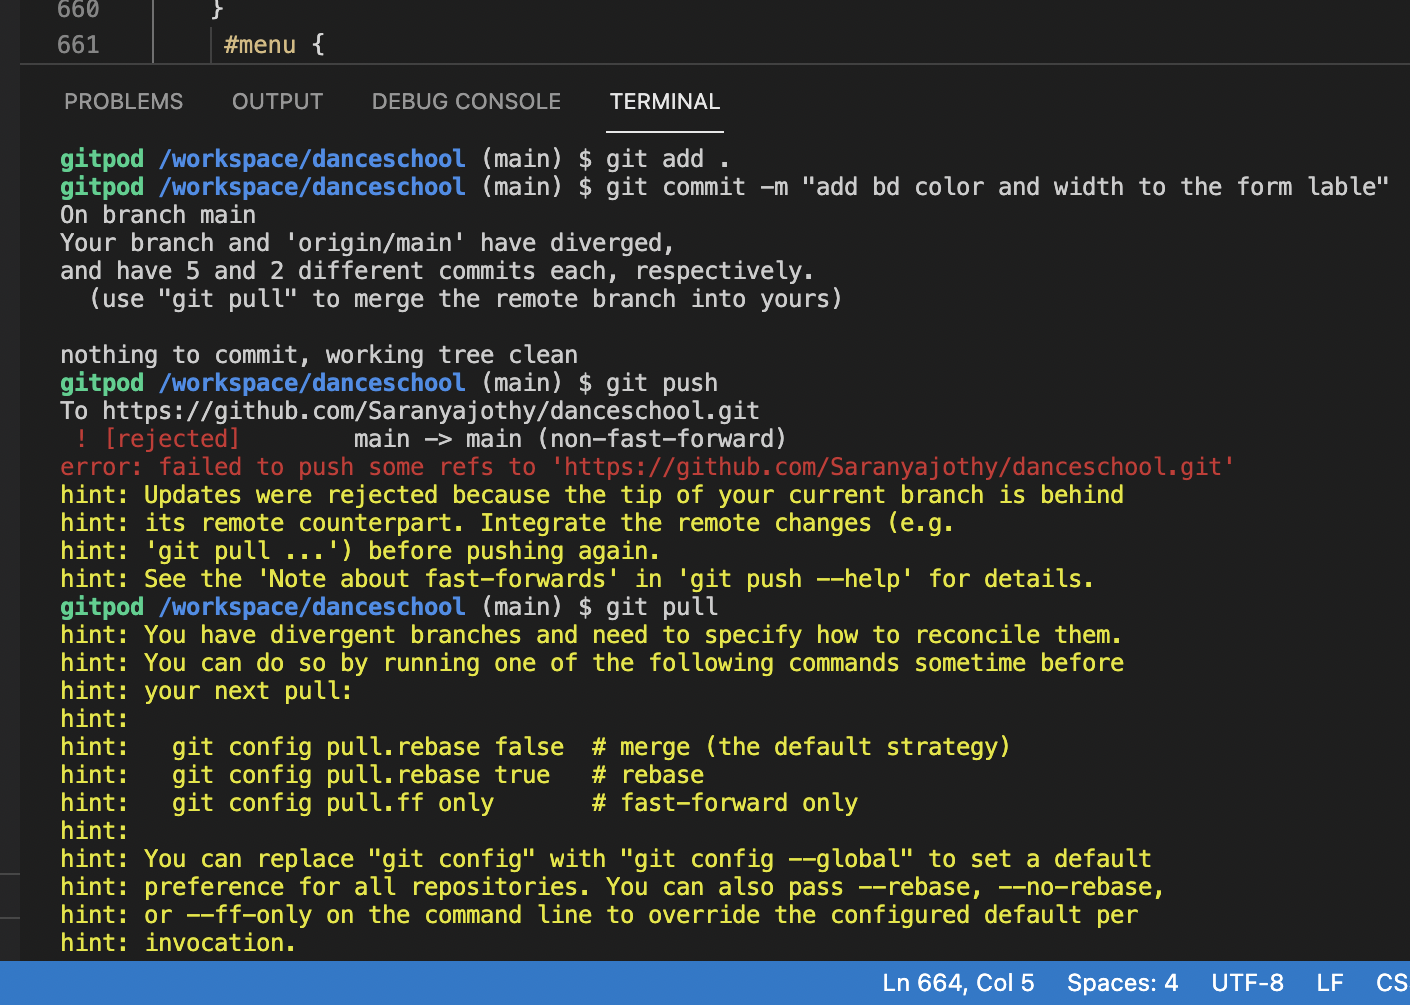 660 }
661 #menu {
PROBLEMS OUTPUT DEBUG CONSOLE TERMINAL
gitpod /workspace/danceschool (main) $ git add .
gitpod /workspace/danceschool (main) $ git commit -m "add bd color and width to the form lable"
On branch main
Your branch and 'origin/main' have diverged,
and have 5 and 2 different commits each, respectively.
  (use "git pull" to merge the remote branch into yours)
nothing to commit, working tree clean
gitpod /workspace/danceschool (main) $ git push
To https://github.com/Saranyajothy/danceschool.git
 ! [rejected]        main -> main (non-fast-forward)
error: failed to push some refs to 'https://github.com/Saranyajothy/danceschool.git'
hint: Updates were rejected because the tip of your current branch is behind
hint: its remote counterpart. Integrate the remote changes (e.g.
hint: 'git pull ...') before pushing again.
hint: See the 'Note about fast-forwards' in 'git push --help' for details.
gitpod /workspace/danceschool (main) $ git pull
hint: You have divergent branches and need to specify how to reconcile them.
hint: You can do so by running one of the following commands sometime before
hint: your next pull:
hint:
hint:   git config pull.rebase false  # merge (the default strategy)
hint:   git config pull.rebase true   # rebase
hint:   git config pull.ff only       # fast-forward only
hint:
hint: You can replace "git config" with "git config --global" to set a default
hint: preference for all repositories. You can also pass --rebase, --no-rebase,
hint: or --ff-only on the command line to override the configured default per
hint: invocation.
Ln 664, Col 5 Spaces: 4 UTF-8 LF CS